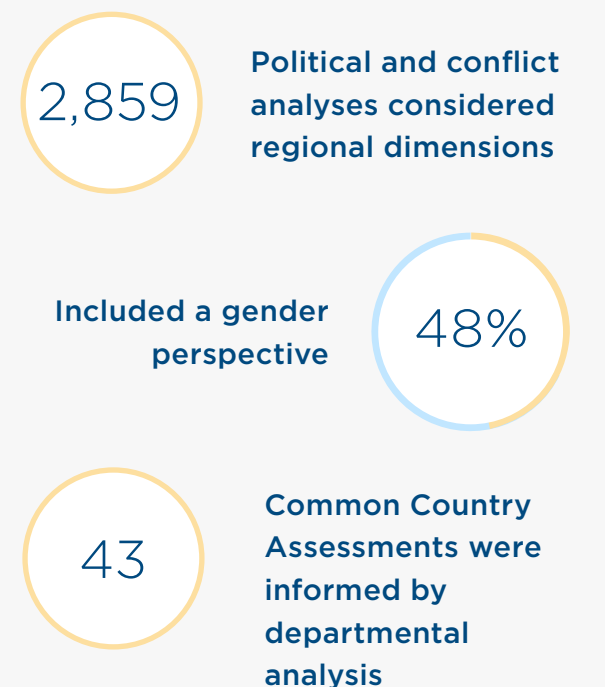 2,859
Political and conflict
analyses considered
regional dimensions
Included a gender
perspective
48%
43
Common Country
Assessments were
informed by
departmental
analysis